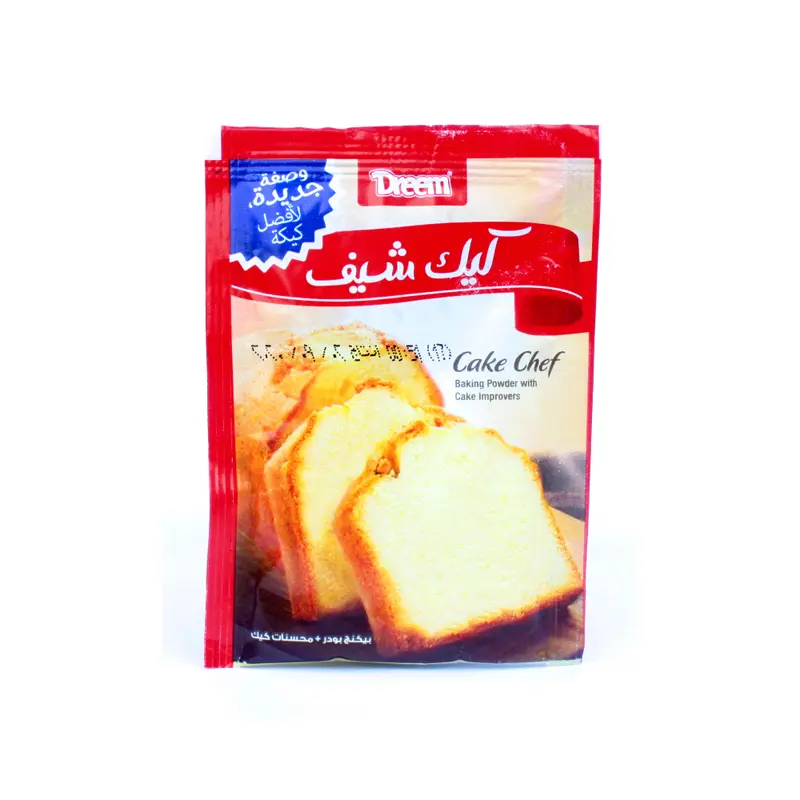 وصفة
جديدة،
لأفضل
كيكة
Dreem
كيك شيف
Cake Chef
Baking Powder with
Cake Improvers
بيكنج بودر + محسنات كيك